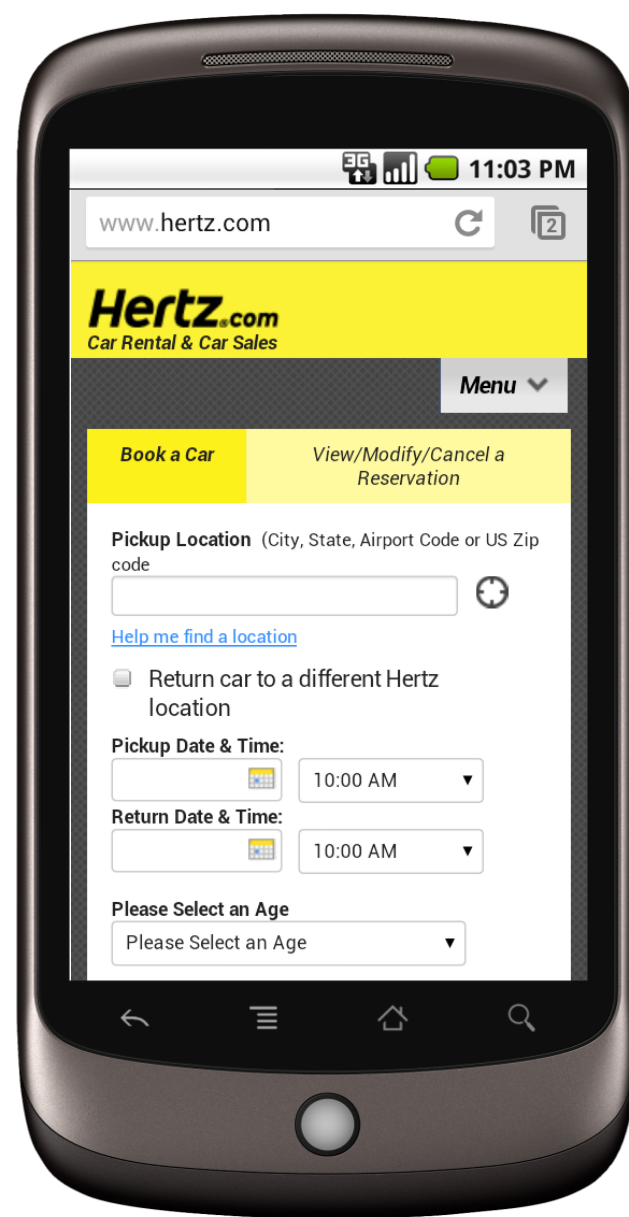 3G 11:03 PM
www.hertz.com 2
Hertz.com
Car Rental & Car Sales
Menu
Book a Car
View/Modify/Cancel a
Reservation
Pickup Location (City, State, Airport Code or US Zip
code
Help me find a location
Return car to a different Hertz
location
Pickup Date & Time:
10:00 AM
Return Date & Time:
10:00 AM
Please Select an Age
Please Select an Age